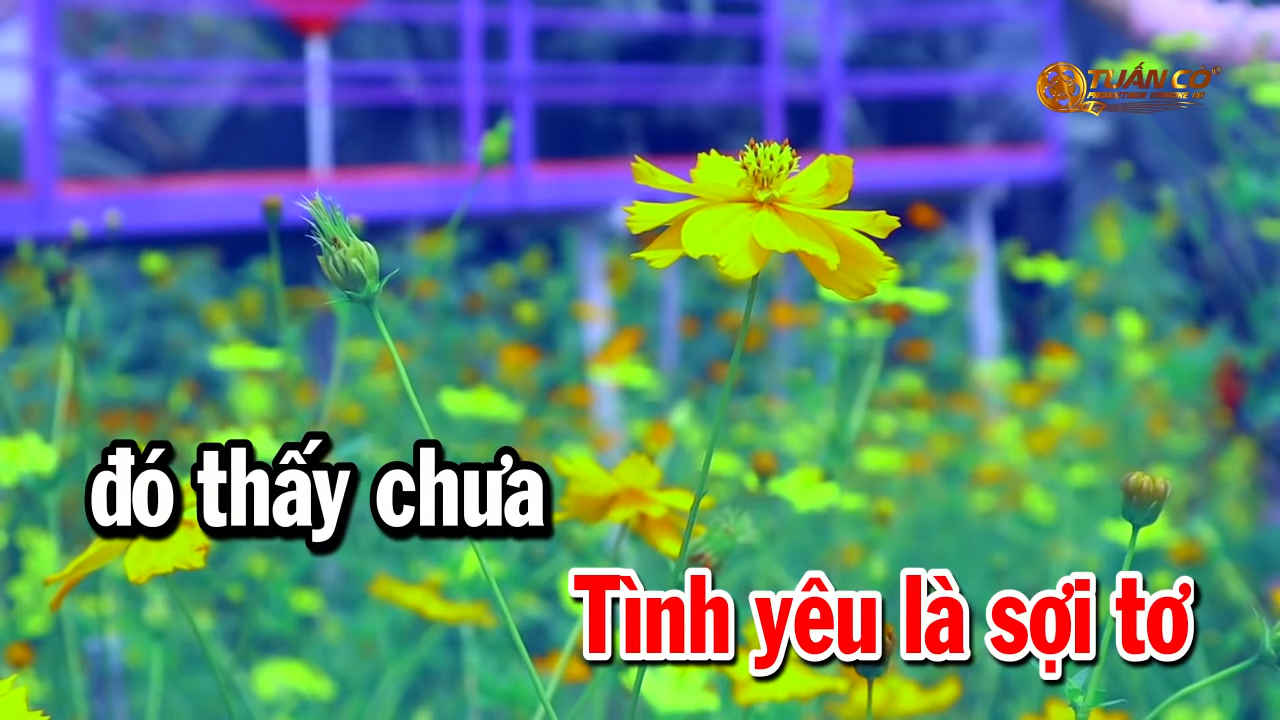 TUẤN CÒ
đó thấy chưa
Tình yêu là sợi tơ